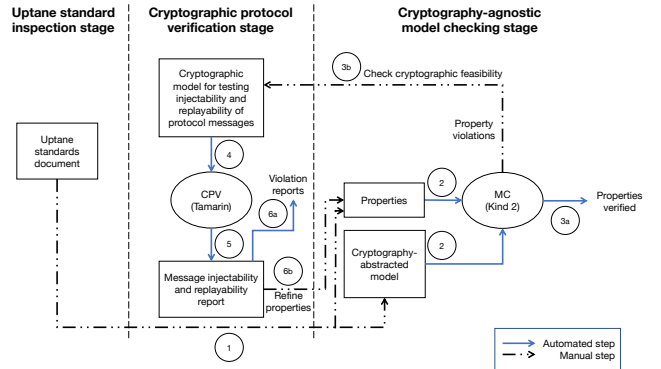 Uptane standard
inspection stage
Cryptographic protocol
verification stage
Cryptography-agnostic
model checking stage
3b
Check cryptographic feasibility
Cryptographic
model for testing
injectability and
replayability of
protocol messages
Property
violations
Uptane
standards
document
4
CPV
(Tamarin)
Violation
reports
6a
Properties
2
MC
(Kind 2)
Properties
verified
3a
5
2
Cryptography-
abstracted
model
Message injectability
and replayability
report
6b
Refine
properties
1
Automated step
Manual step